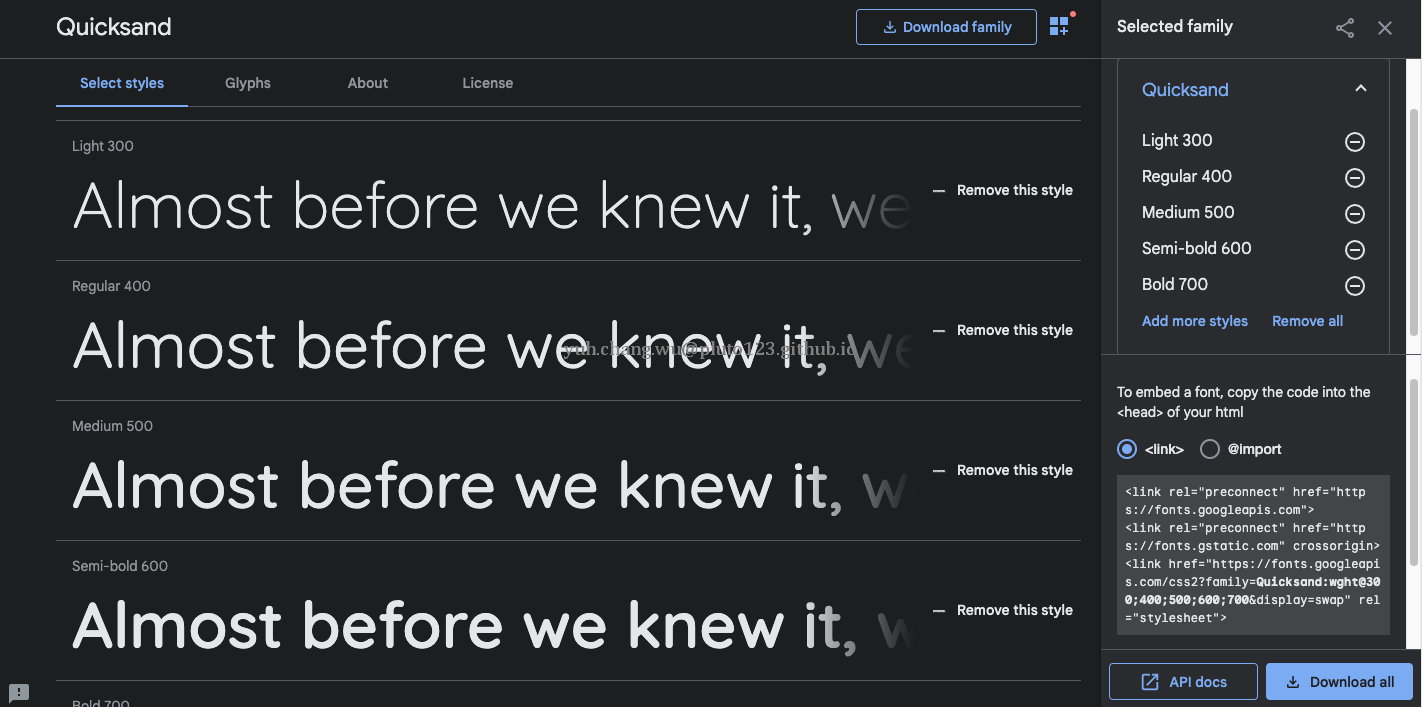 Quicksand
Download family
Select styles
Glyphs
About
License
Light 300
Almost before we knew it, we
Remove this style
Regular 400
Almost before we knew it, we
Remove this style
yuh.chang.wu@pluto123.github.io
Medium 500
Almost before we knew it, w
Remove this style
Semi-bold 600
Almost before we knew it, w
Remove this style
Bold 700
Selected family
Quicksand
Light 300
Regular 400
Medium 500
Semi-bold 600
Bold 700
Add more styles
Remove all
To embed a font, copy the code into the
<head> of your html
<link>
@import
<link rel="preconnect" href="http
s://fonts.googleapis.com">
<link rel="preconnect" href="http
s://fonts.gstatic.com" crossorigin>
<link href="https://fonts.googleapi
s.com/css2?family=Quicksand:wght@30
0;400;500;600;700&display=swap" rel
="stylesheet">
API docs
Download all